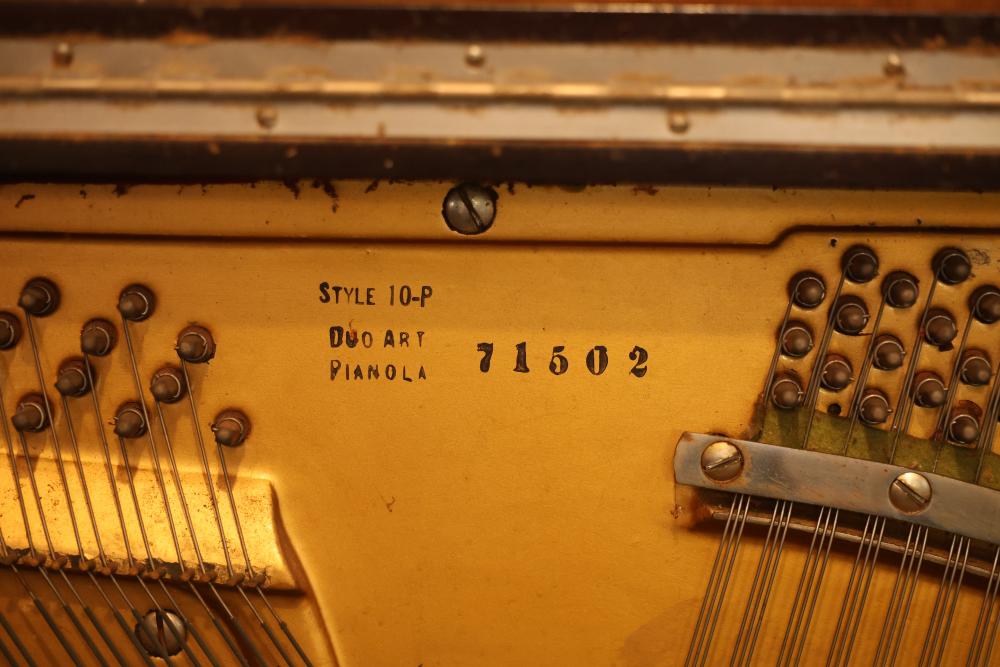 STYLE 10-P
DUO ART
PIANOLA
71502